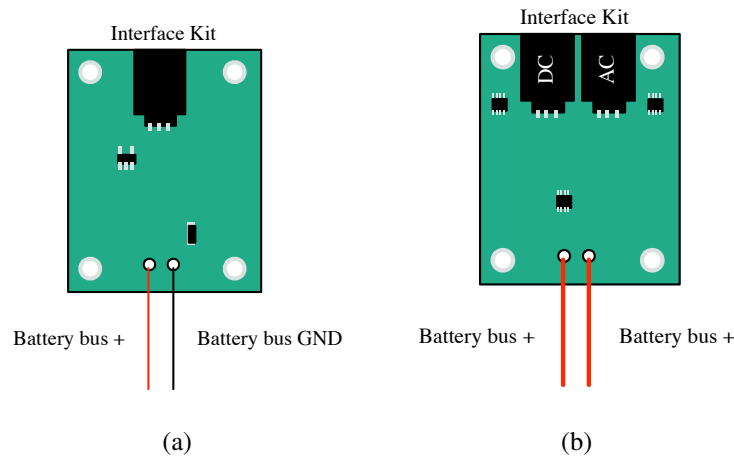 Interface Kit
Battery bus +
Battery bus GND
(a)
Interface Kit
DC
AC
Battery bus +
Battery bus +
(b)